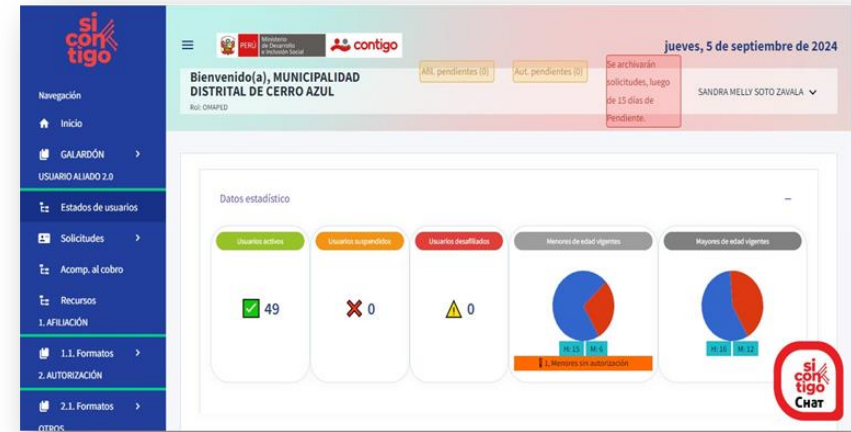 si
cón
tigo
PERÚ
Ministerio
de Desarrollo
e Inclusión Social
contigo
jueves, 5 de septiembre de 2024
Bienvenido(a), MUNICIPALIDAD
DISTRITAL DE CERRO AZUL
Rol: OMAPED
Afil. pendientes (0)
Aut. pendientes (0)
Se archivarán
solicitudes, luego
de 15 días de
Pendiente.
SANDRA MELLY SOTO ZAVALA
Navegación
Inicio
GALARDÓN
USUARIO ALIADO 2.0
Estados de usuarios
Solicitudes
Acomp. al cobro
Recursos
1. AFILIACIÓN
1.1. Formatos
2. AUTORIZACIÓN
2.1. Formatos
OTROS
Datos estadístico
Usuarios activos
49
Usuarios suspendidos
0
Usuarios desafiliados
0
Menores de edad vigentes
H: 15 M: 6
1, Menores sin autorización
Mayores de edad vigentes
H: 16 M: 12
si
cón
tigo
CHAT